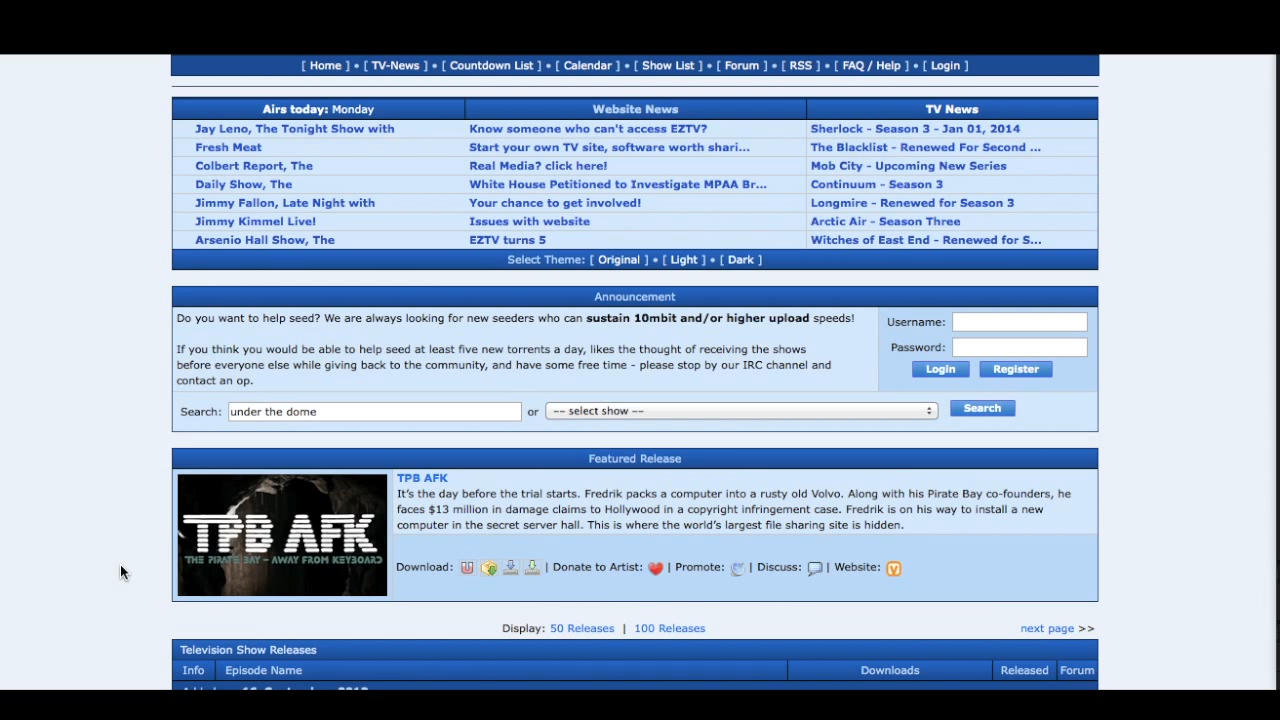 [ Home ] • [ TV-News ] • [ Countdown List ] • [ Calendar ] • [ Show List ] • [ Forum ] • [ RSS ] • [ FAQ / Help ] • [ Login ]
Airs today: Monday
Jay Leno, The Tonight Show with
Fresh Meat
Colbert Report, The
Daily Show, The
Jimmy Fallon, Late Night with
Jimmy Kimmel Live!
Arsenio Hall Show, The
Website News
Know someone who can't access EZTV?
Start your own TV site, software worth shari...
Real Media? click here!
White House Petitioned to Investigate MPAA Br...
Your chance to get involved!
Issues with website
EZTV turns 5
TV News
Sherlock - Season 3 - Jan 01, 2014
The Blacklist - Renewed For Second ...
Mob City - Upcoming New Series
Continuum - Season 3
Longmire - Renewed for Season 3
Arctic Air - Season Three
Witches of East End - Renewed for S...
Select Theme: [ Original ] • [ Light ] • [ Dark ]
Announcement
Do you want to help seed? We are always looking for new seeders who can sustain 10mbit and/or higher upload speeds!
If you think you would be able to help seed at least five new torrents a day, likes the thought of receiving the shows
before everyone else while giving back to the community, and have some free time - please stop by our IRC channel and
contact an op.
Username:
Password:
Login Register
Search: under the dome or -- select show -- Search
Featured Release
TPB AFK
THE PIRATE BAY - AWAY FROM KEYBOARD
TPB AFK
It's the day before the trial starts. Fredrik packs a computer into a rusty old Volvo. Along with his Pirate Bay co-founders, he
faces $13 million in damage claims to Hollywood in a copyright infringement case. Fredrik is on his way to install a new
computer in the secret server hall. This is where the world's largest file sharing site is hidden.
Download: | Donate to Artist: | Promote: | Discuss: | Website:
Display: 50 Releases | 100 Releases
next page >>
Television Show Releases
Info Episode Name Downloads Released Forum